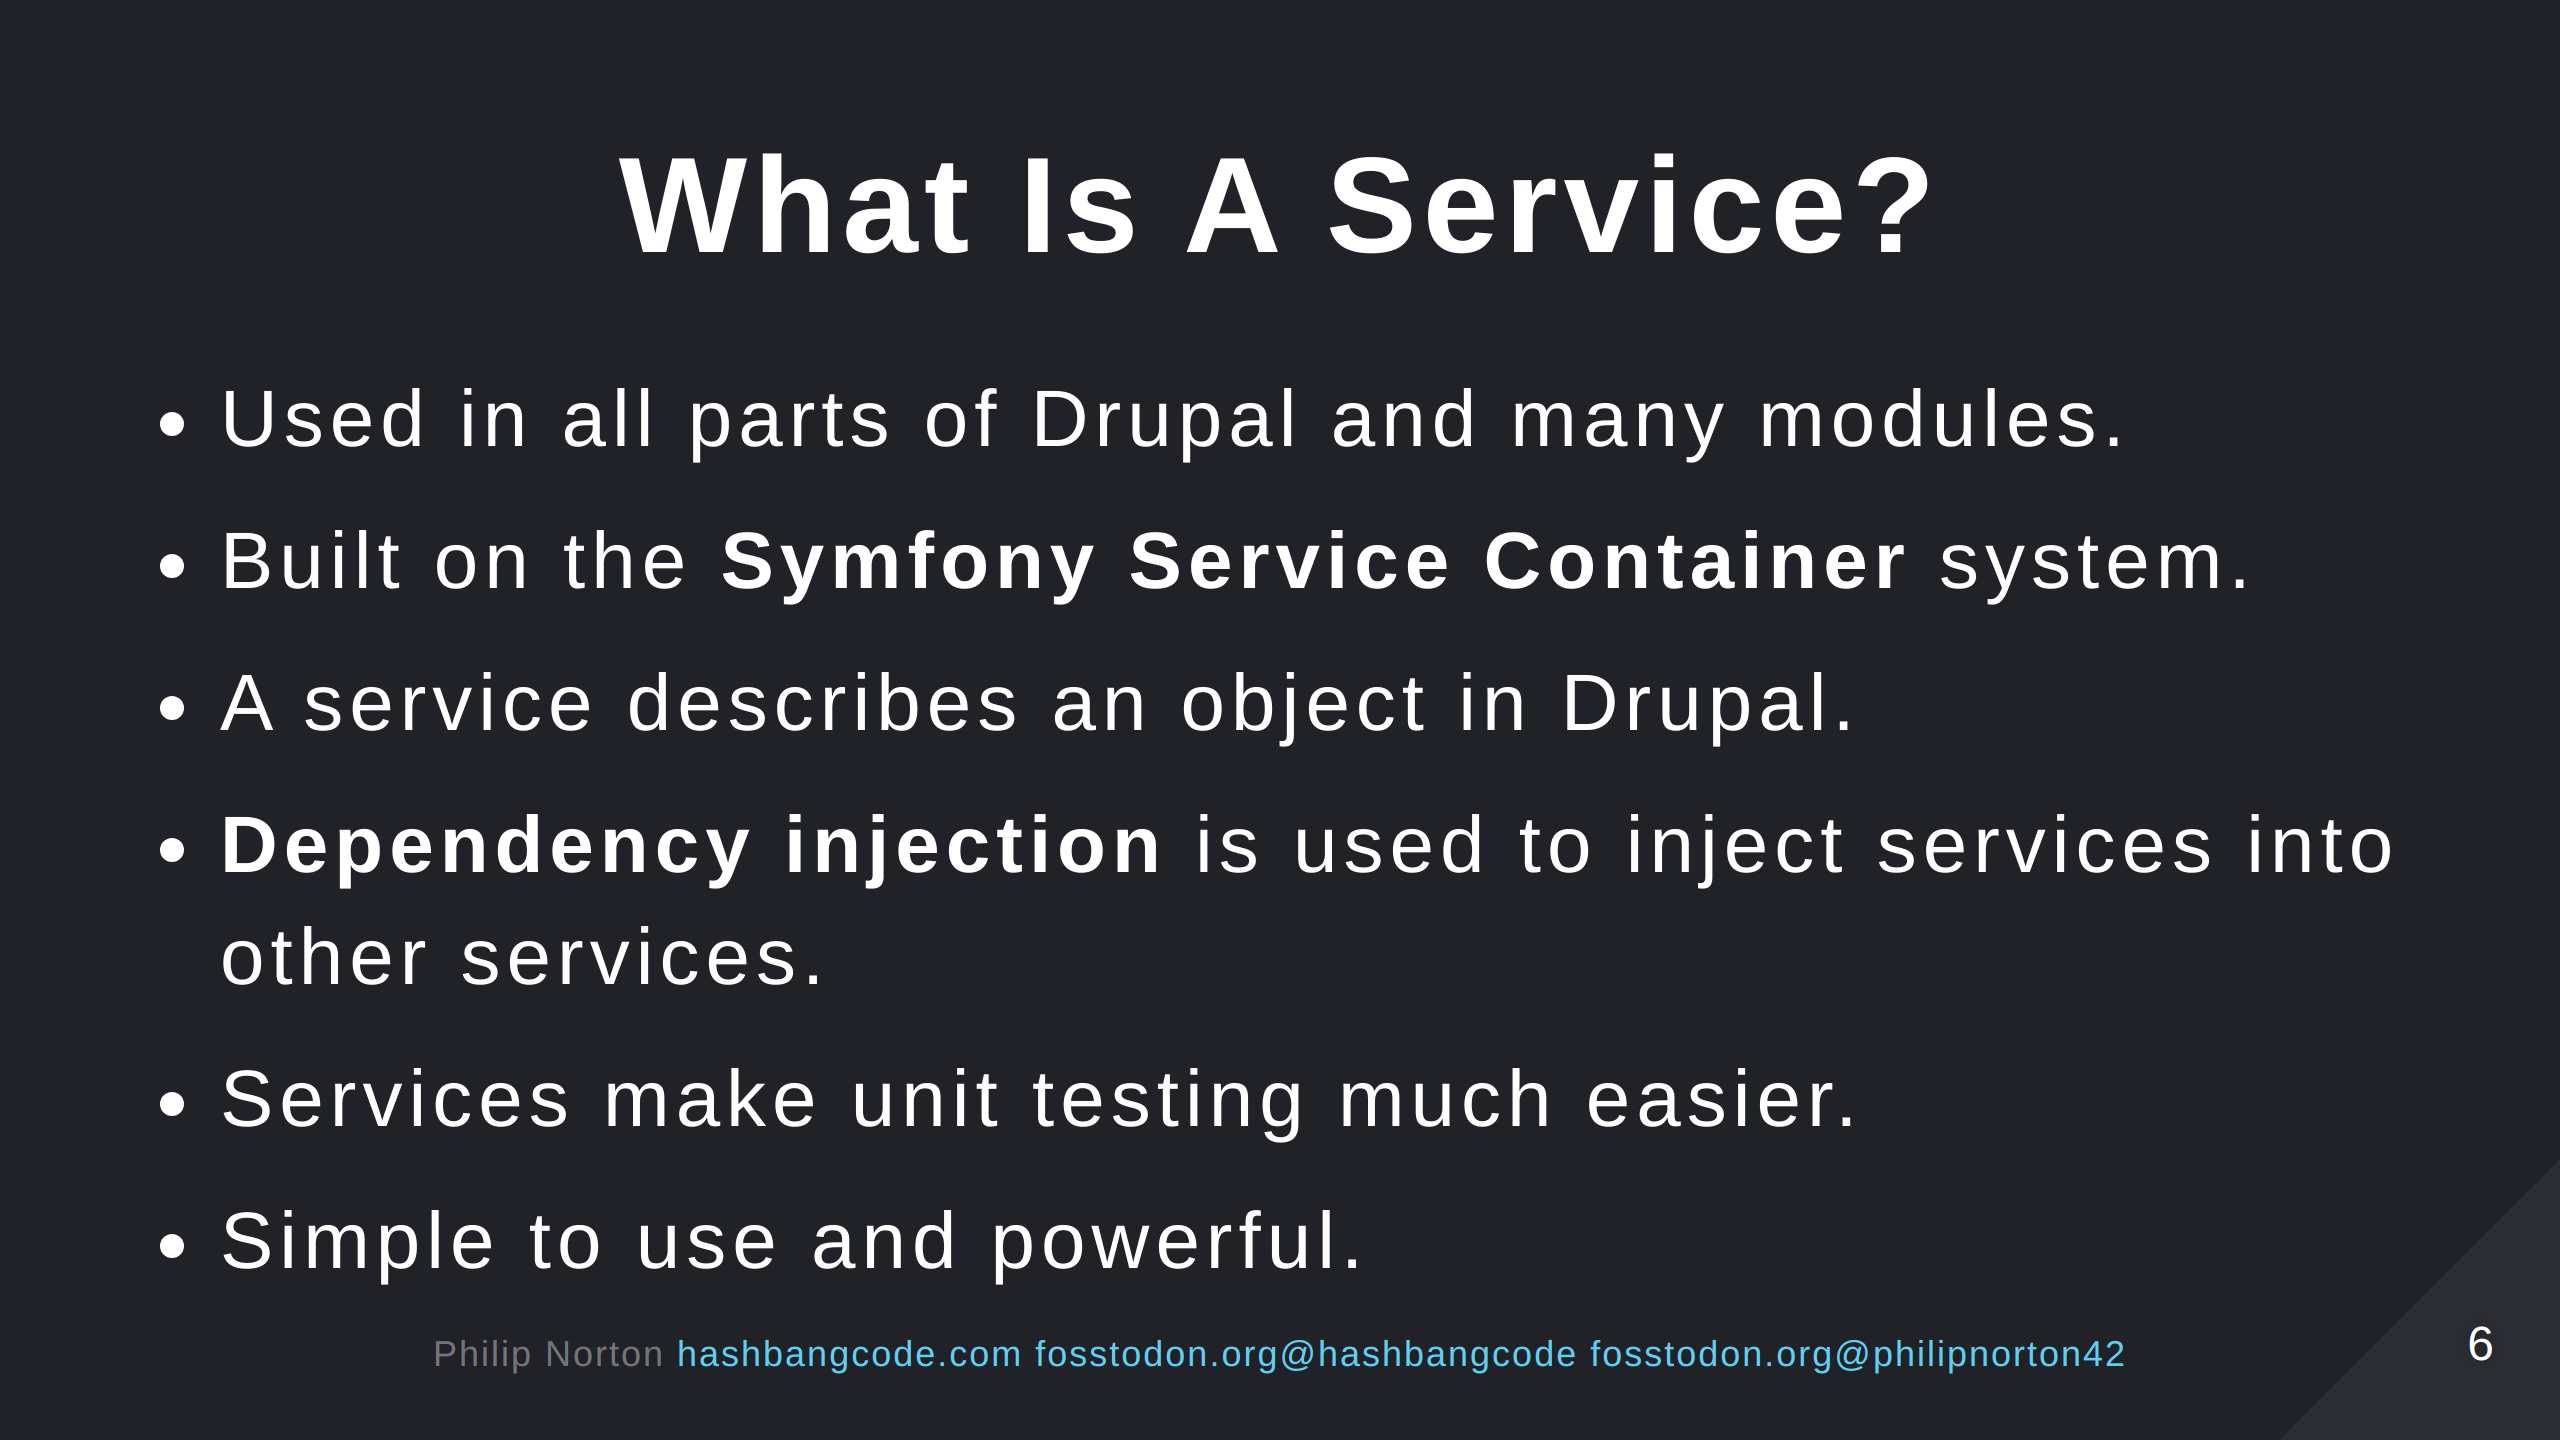 What Is A Service?
• Used in all parts of Drupal and many modules.
• Built on the Symfony Service Container system.
• A service describes an object in Drupal.
• Dependency injection is used to inject services into
other services.
• Services make unit testing much easier.
• Simple to use and powerful.
Philip Norton hashbangcode.com fosstodon.org@hashbangcode fosstodon.org@philipnorton42
6